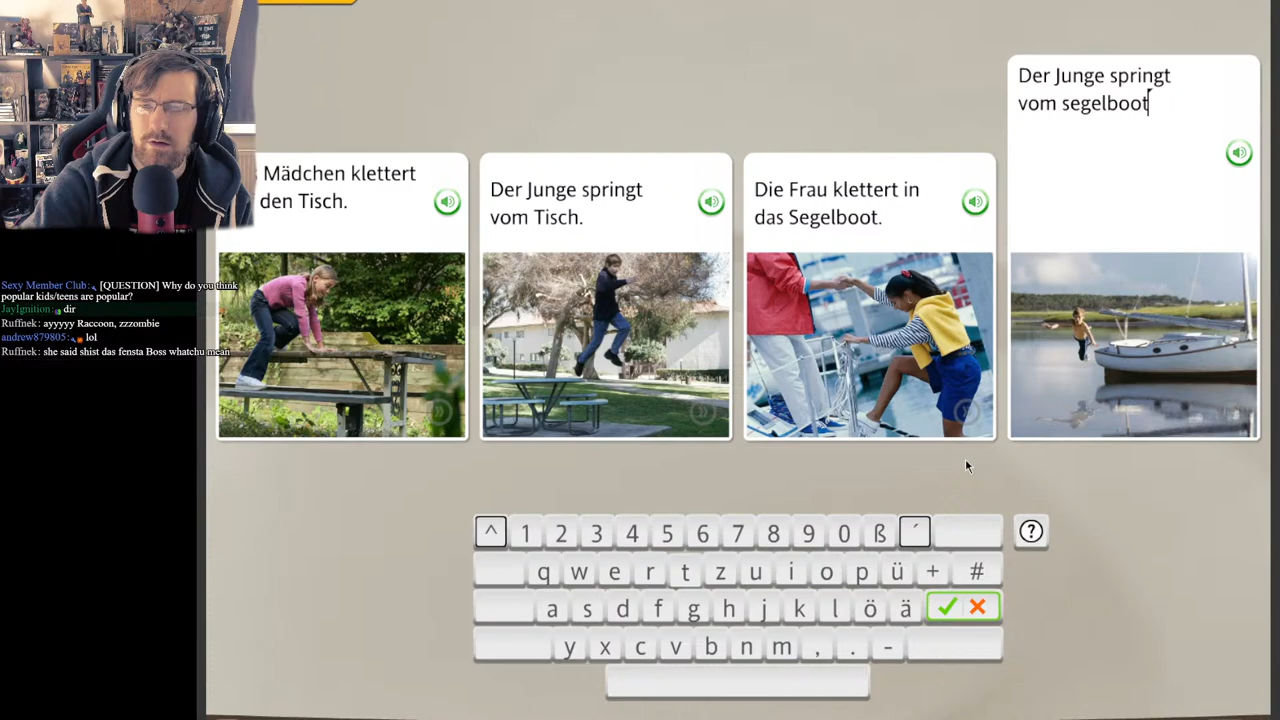 Mädchen klettert
den Tisch.
Der Junge springt
vom Tisch.
Die Frau klettert in
das Segelboot.
Der Junge springt
vom segelboot
Sexy Member Club: [QUESTION] Why do you think
popular kids/teens are popular?
JayIgnition: dir
Ruffnek: ayyyyy Raccoon, zzzombie
andrew879805: lol
Ruffnek: she said shist das fensta Boss whatchu mean
^ 1 2 3 4 5 6 7 8 9 0 ß ´ ?
q w e r t z u i o p ü + #
a s d f g h j k l ö ä
y x c v b n m , . -